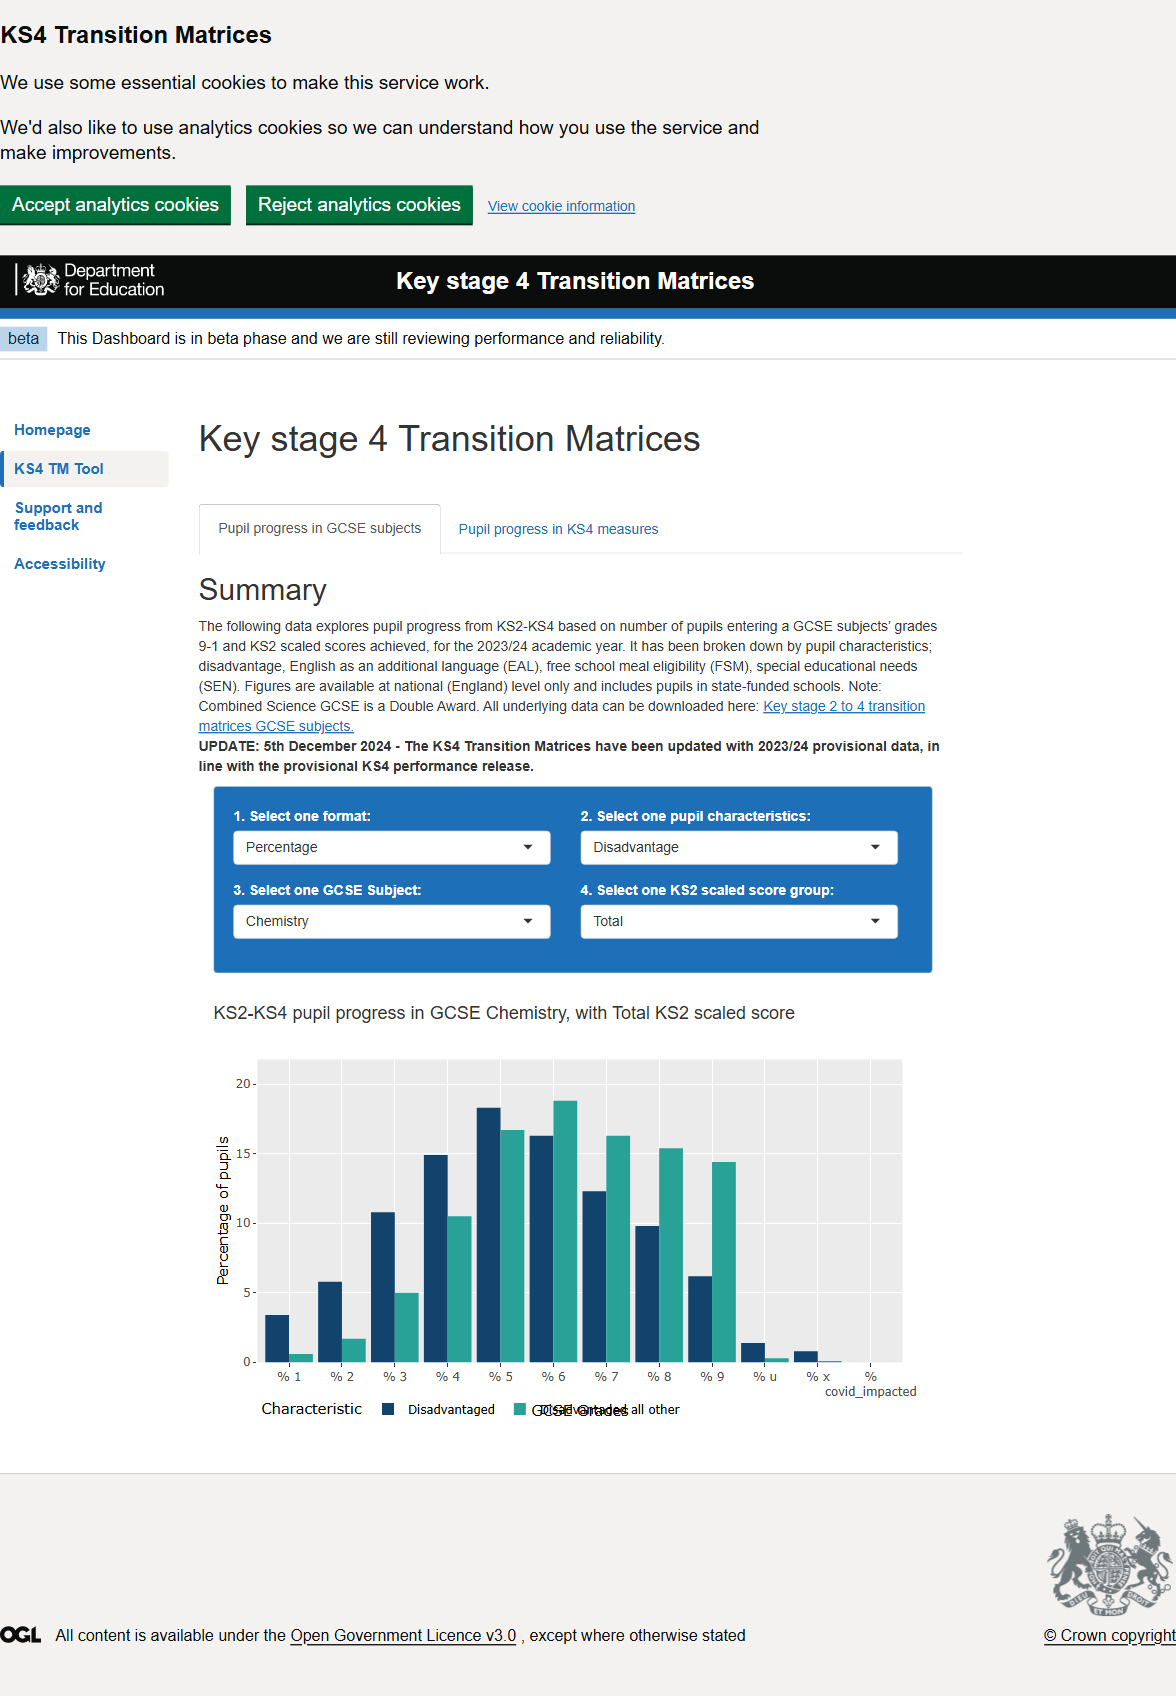 KS4 Transition Matrices
We use some essential cookies to make this service work.
We'd also like to use analytics cookies so we can understand how you use the service and
make improvements.
Accept analytics cookies Reject analytics cookies View cookie information
Department
for Education
Key stage 4 Transition Matrices
beta This Dashboard is in beta phase and we are still reviewing performance and reliability.
Homepage
KS4 TM Tool
Support and
feedback
Accessibility
Key stage 4 Transition Matrices
Pupil progress in GCSE subjects Pupil progress in KS4 measures
Summary
The following data explores pupil progress from KS2-KS4 based on number of pupils entering a GCSE subjects' grades
9-1 and KS2 scaled scores achieved, for the 2023/24 academic year. It has been broken down by pupil characteristics;
disadvantage, English as an additional language (EAL), free school meal eligibility (FSM), special educational needs
(SEN). Figures are available at national (England) level only and includes pupils in state-funded schools. Note:
Combined Science GCSE is a Double Award. All underlying data can be downloaded here: Key stage 2 to 4 transition
matrices GCSE subjects.
UPDATE: 5th December 2024 - The KS4 Transition Matrices have been updated with 2023/24 provisional data, in
line with the provisional KS4 performance release.
1. Select one format: 2. Select one pupil characteristics:
Percentage Disadvantage
3. Select one GCSE Subject: 4. Select one KS2 scaled score group:
Chemistry Total
KS2-KS4 pupil progress in GCSE Chemistry, with Total KS2 scaled score
Percentage of pupils
20
15
10
5
0
% 1 % 2 % 3 % 4 % 5 % 6 % 7 % 8 % 9 % u % x %
covid_impacted
Characteristic Disadvantaged Disadvantaged all other
GCSE Grades
OGL All content is available under the Open Government Licence v3.0 , except where otherwise stated
© Crown copyright